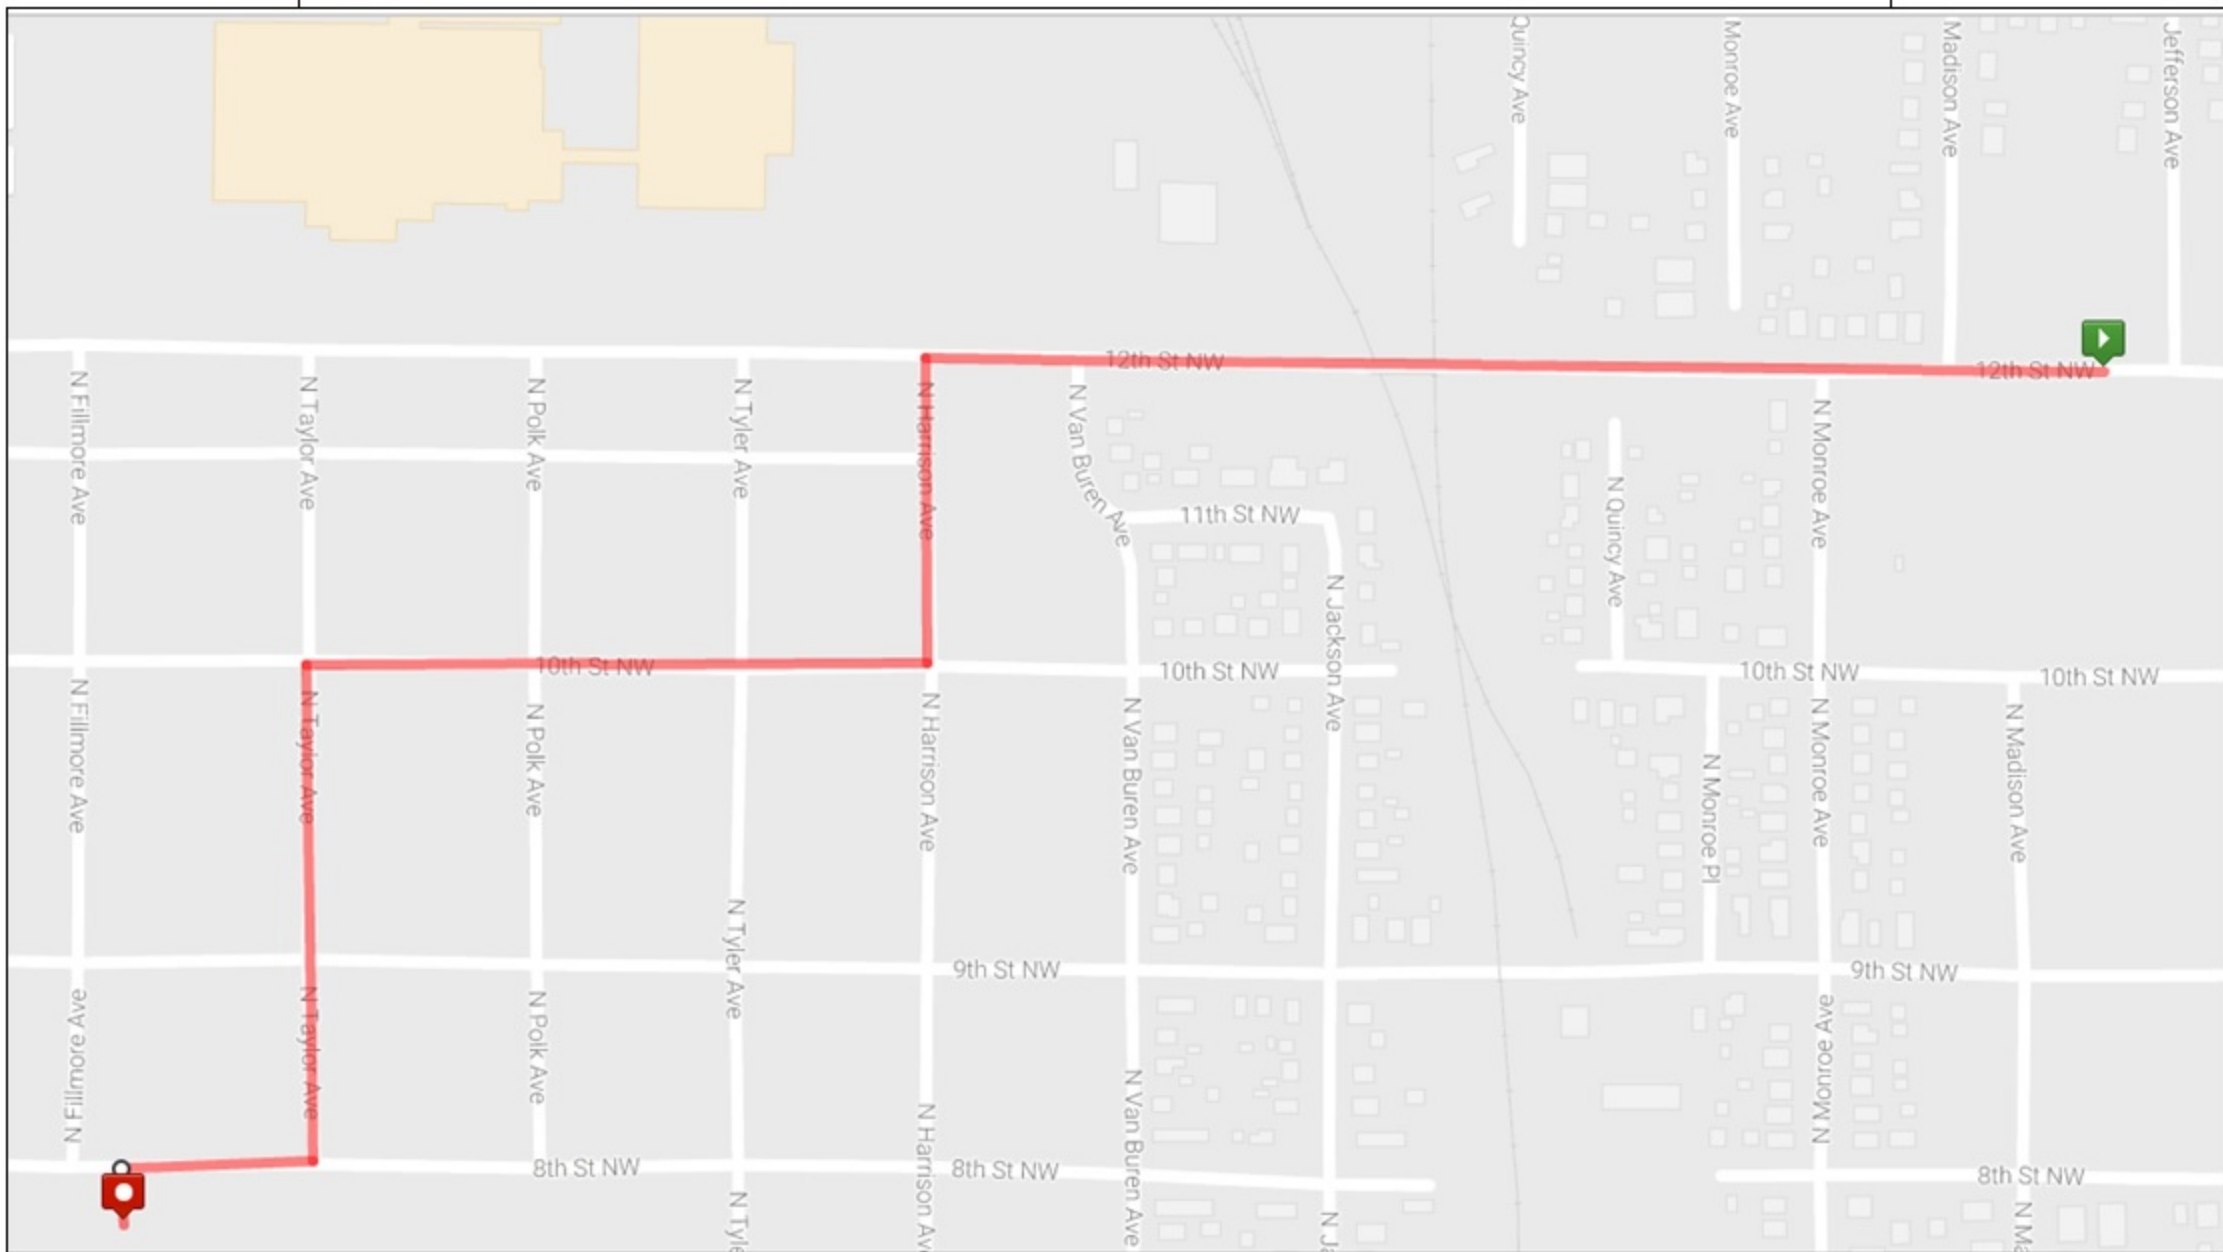 Quincy Ave
Monroe Ave
Madison Ave
Jefferson Ave
12th St NW
12th St NW
N Fillmore Ave
N Taylor Ave
N Polk Ave
N Tyler Ave
N Harrison Ave
N Van Buren Ave
N Monroe Ave
11th St NW
N Quincy Ave
N Jackson Ave
10th St NW
10th St NW
10th St NW
10th St NW
N Fillmore Ave
N Taylor Ave
N Polk Ave
N Harrison Ave
N Van Buren Ave
N Monroe Pl
N Monroe Ave
N Madison Ave
N Tyler Ave
9th St NW
9th St NW
N Fillmore Ave
N Taylor Ave
N Polk Ave
N Monroe Ave
N Van Buren Ave
N Harrison Av
8th St NW
8th St NW
8th St NW
N Tyle
N Ja
N Ma